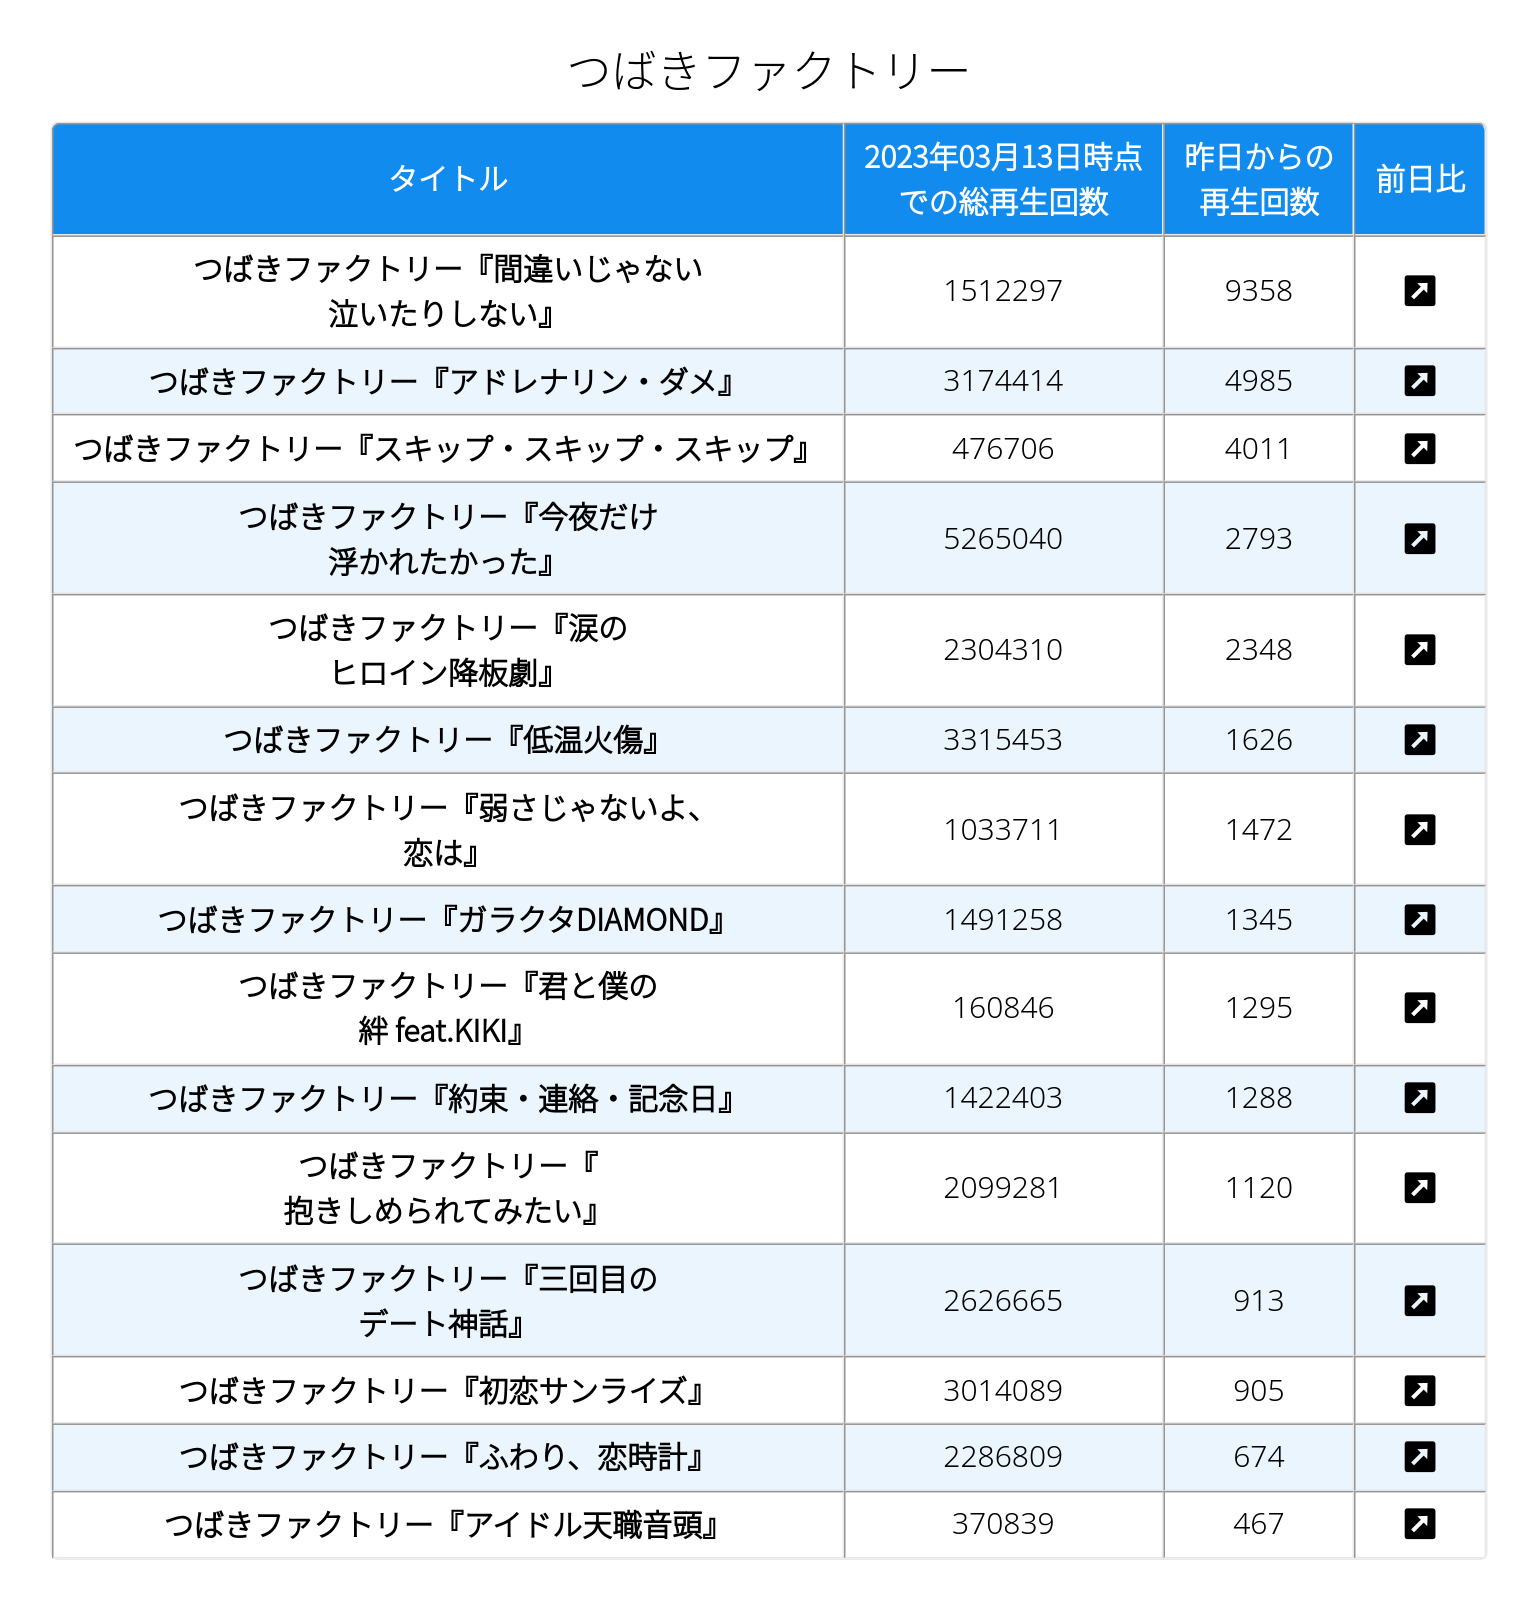 つばきファクトリー
タイトル
2023年03月13日時点
での総再生回数
昨日からの
再生回数
前日比
つばきファクトリー『間違いじゃない
泣いたりしない』
1512297
9358
つばきファクトリー『アドレナリン・ダメ』
3174414
4985
つばきファクトリー『スキップ・スキップ・スキップ』
476706
4011
つばきファクトリー『今夜だけ
浮かれたかった』
5265040
2793
つばきファクトリー『涙の
ヒロイン降板劇』
2304310
2348
つばきファクトリー『低温火傷』
3315453
1626
つばきファクトリー『弱さじゃないよ、
恋は』
1033711
1472
つばきファクトリー『ガラクタDIAMOND』
1491258
1345
つばきファクトリー『君と僕の
絆 feat.KIKI』
160846
1295
つばきファクトリー『約束・連絡・記念日』
1422403
1288
つばきファクトリー『
抱きしめられてみたい』
2099281
1120
つばきファクトリー『三回目の
デート神話』
2626665
913
つばきファクトリー『初恋サンライズ』
3014089
905
つばきファクトリー『ふわり、恋時計』
2286809
674
つばきファクトリー『アイドル天職音頭』
370839
467